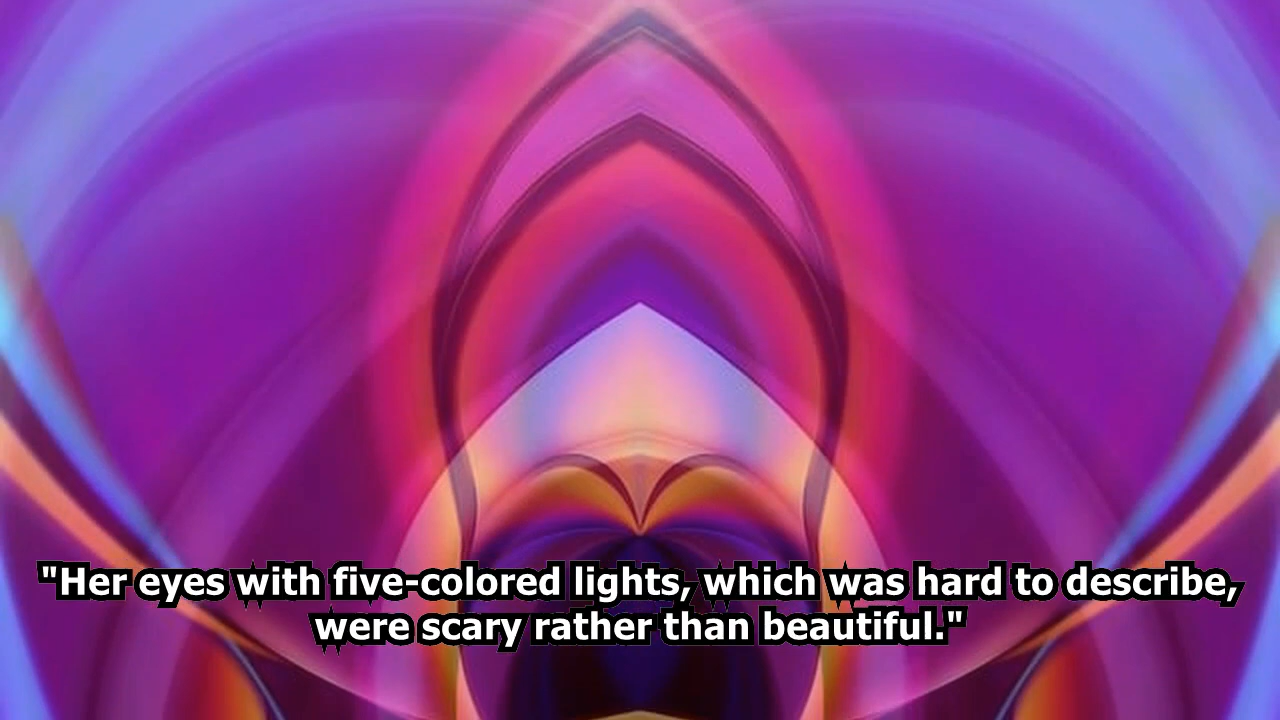 "Her eyes with five-colored lights, which was hard to describe,
were scary rather than beautiful."